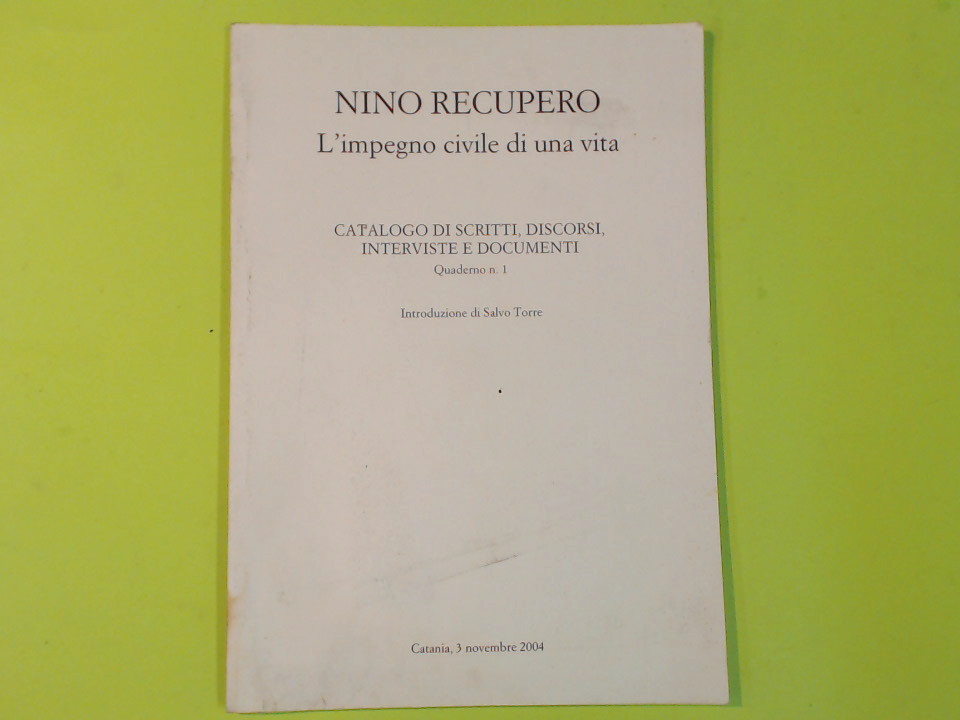 NINO RECUPERO
L'impegno civile di una vita
CATALOGO DI SCRITTI, DISCORSI,
INTERVISTE E DOCUMENTI
Quaderno n. 1
Introduzione di Salvo Torre
Catania, 3 novembre 2004